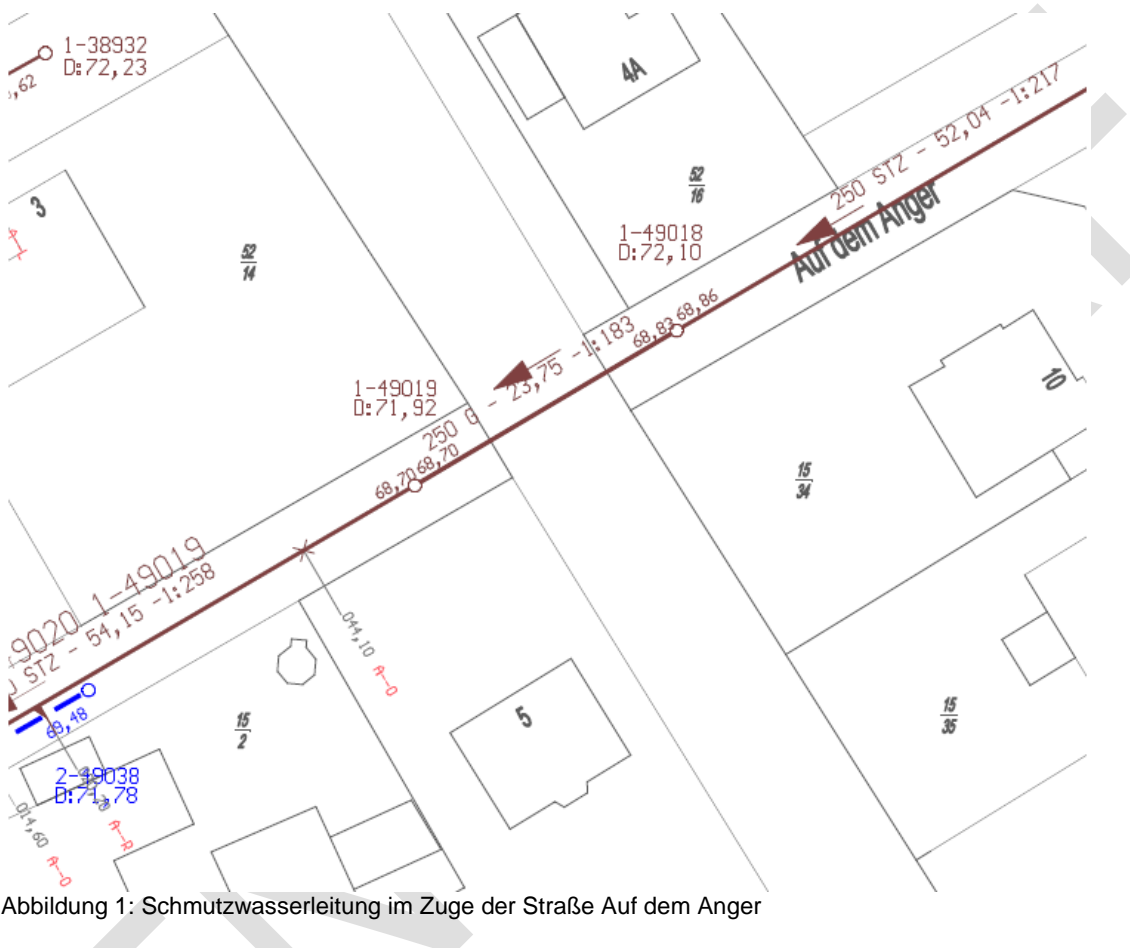 1-38932
D:72,23
,62
4A
250 STZ - 52,04 -1:217
3
52
14
52
16
Auf dem Anger
1-49018
D:72,10
68,83
68,86
250 G - 23,75 -1:183
1-49019
D:71,92
68,70
68,70
10
15
34
9020 1-49019
STZ - 54,15 -1:258
044,10 A--O
69,48
15
2
5
15
35
2-49038
D:71,78
A--R
014,60 A--O
Abbildung 1: Schmutzwasserleitung im Zuge der Straße Auf dem Anger